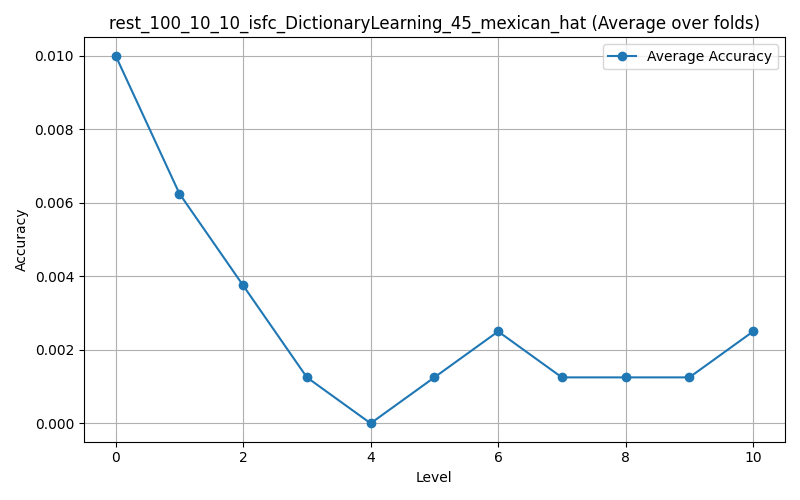 rest_100_10_10_isfc_DictionaryLearning_45_mexican_hat (Average over folds)
Average Accuracy
0.010
0.008
0.006
0.004
0.002
0.000
Accuracy
0 2 4 6 8 10
Level